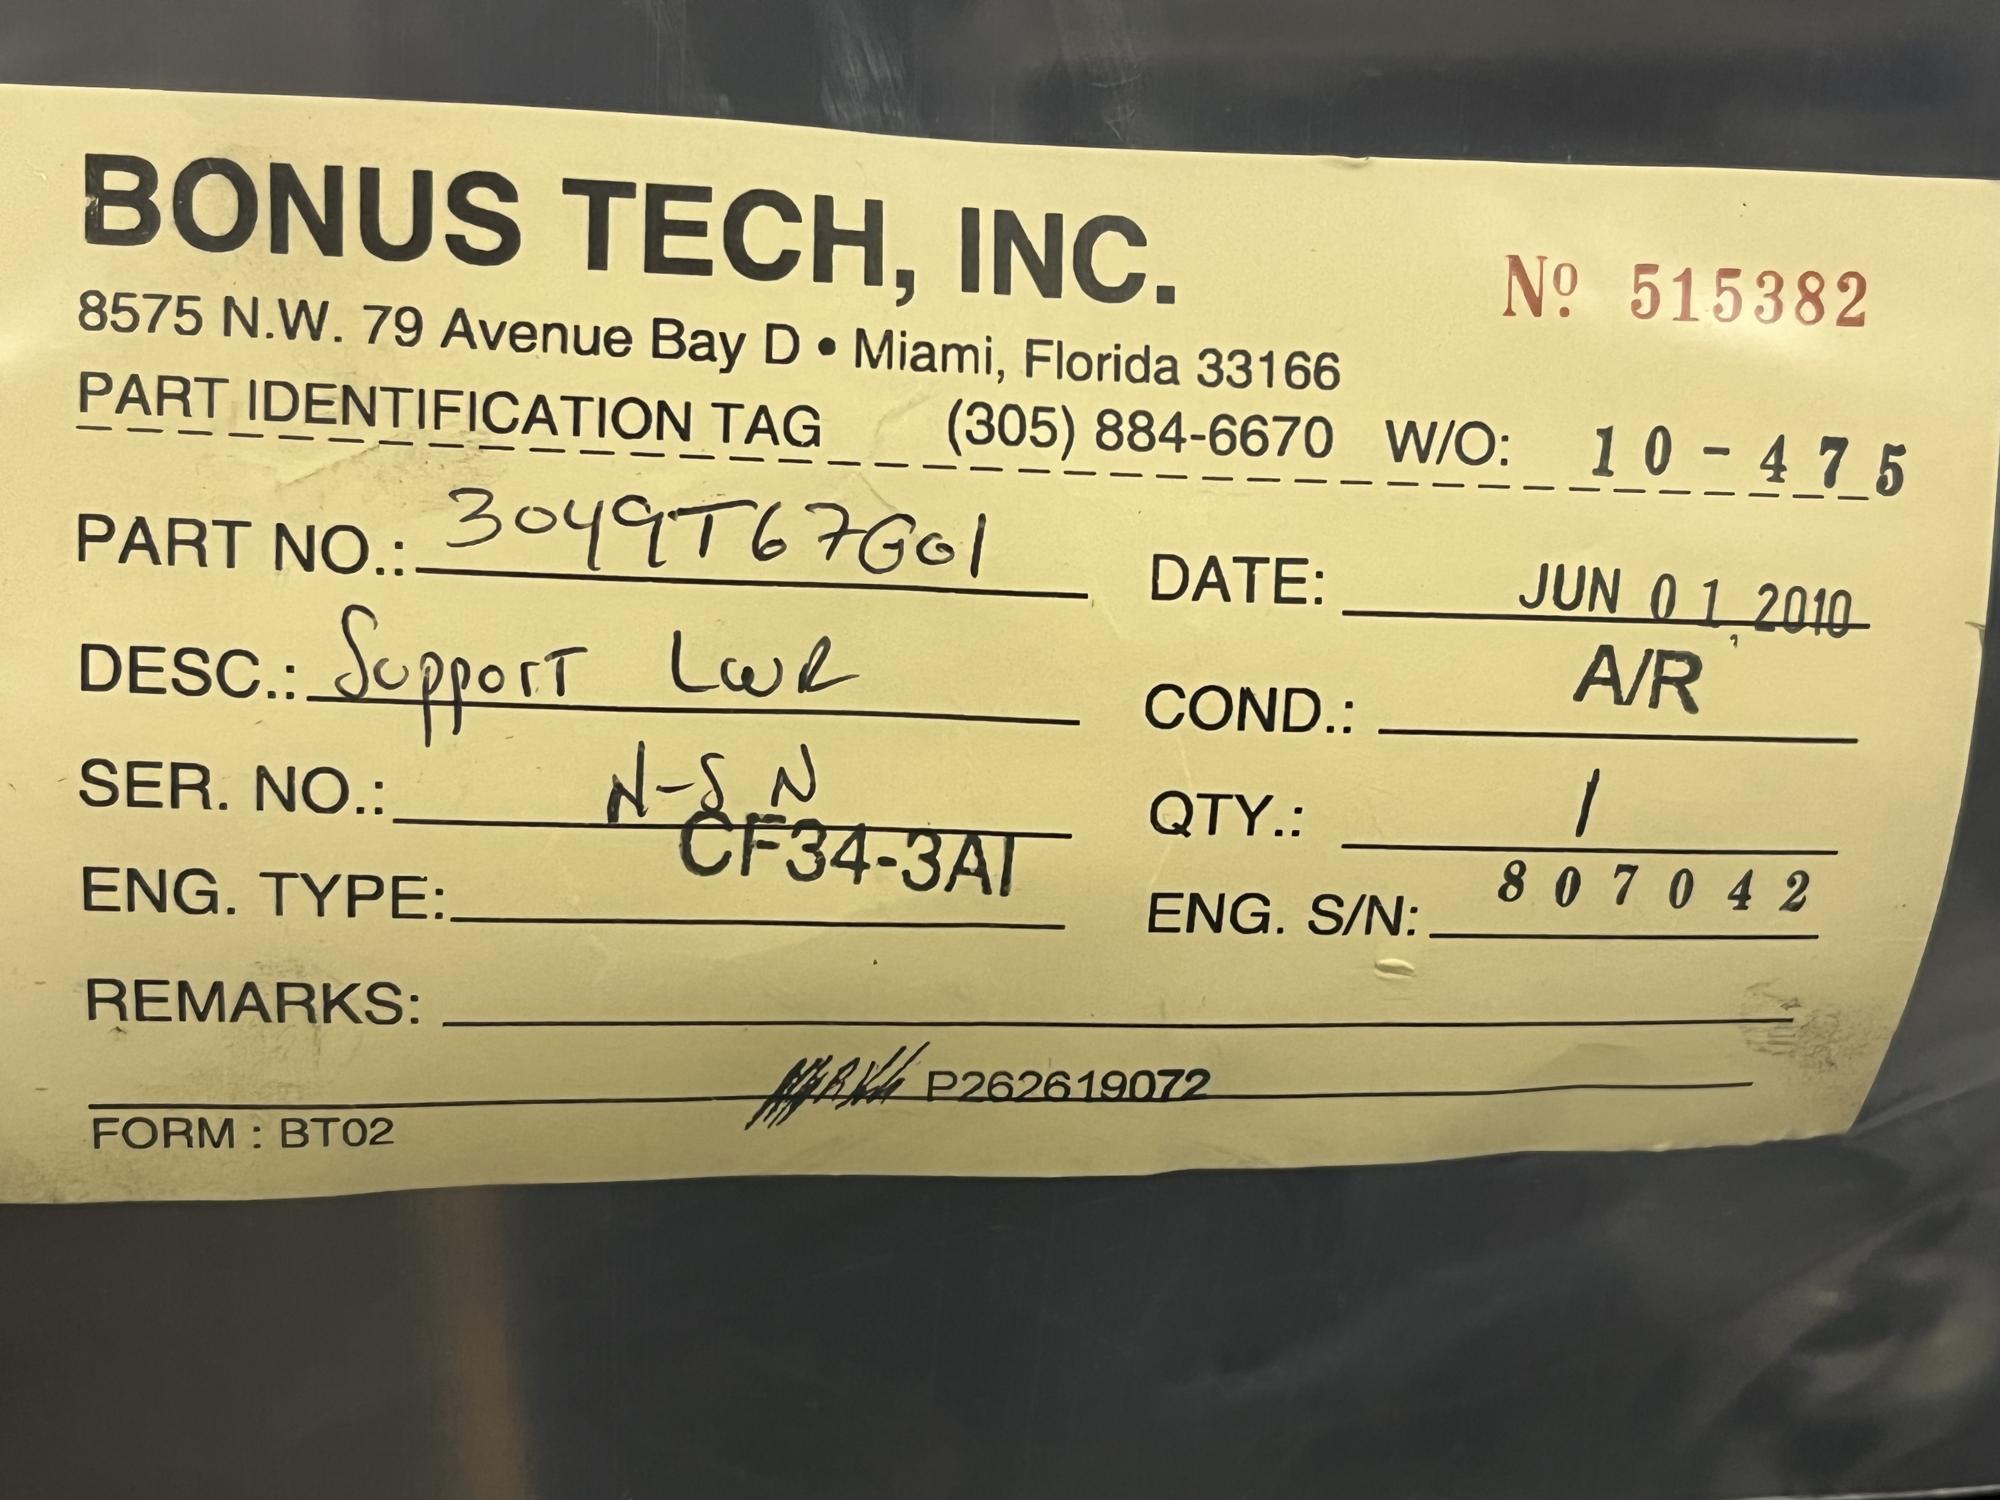 BONUS TECH, INC.
Nº 515382
8575 N.W. 79 Avenue Bay D • Miami, Florida 33166
PART IDENTIFICATION TAG (305) 884-6670 W/O: 10-475
PART NO.: 3049T67G01
DATE: JUN 01, 2010
DESC.: Support LWR
COND.: A/R
SER. NO.: N-S N
QTY.: 1
ENG. TYPE: CF34-3A1
ENG. S/N: 807042
REMARKS:
P262619072
FORM : BT02